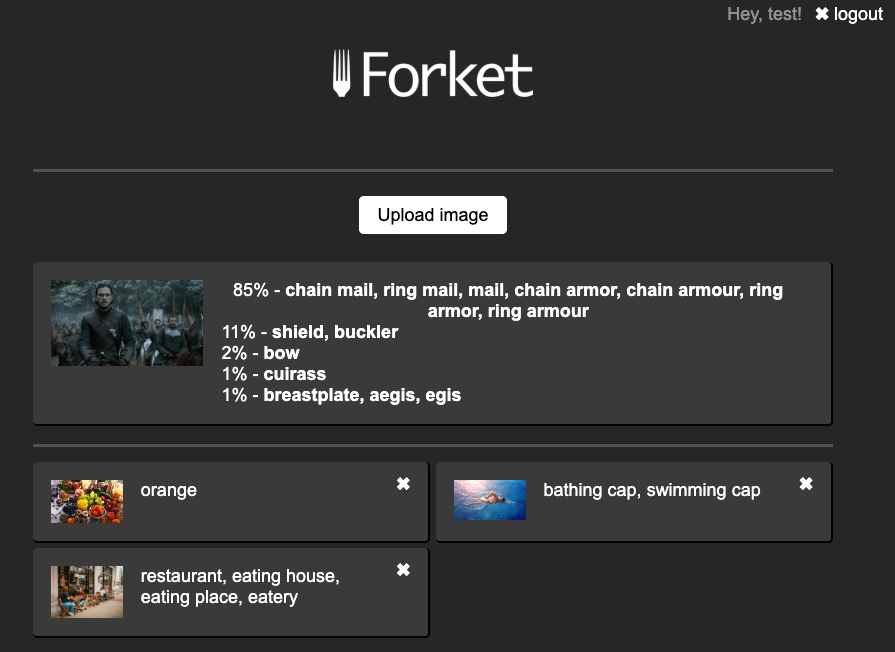 Hey, test! ✖ logout
Forket
Upload image
85% - chain mail, ring mail, mail, chain armor, chain armour, ring
armor, ring armour
11% - shield, buckler
2% - bow
1% - cuirass
1% - breastplate, aegis, egis
orange ✖
bathing cap, swimming cap ✖
restaurant, eating house, ✖
eating place, eatery